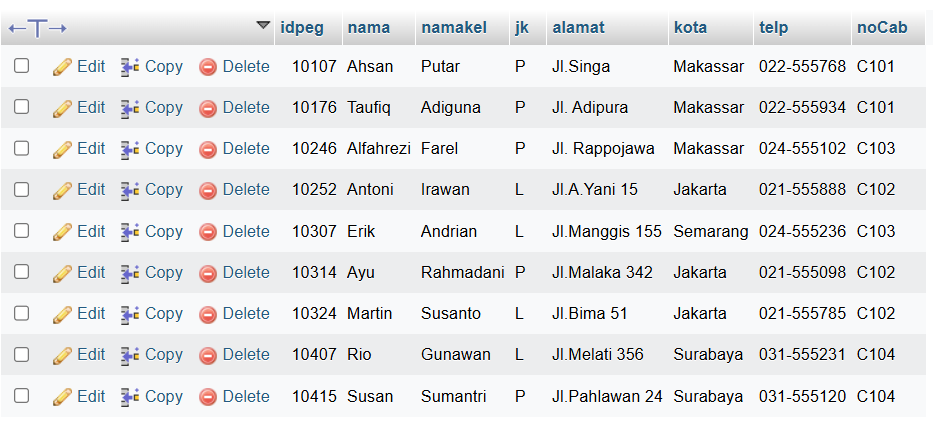 idpeg nama namakel jk alamat kota telp noCab
Edit Copy Delete 10107 Ahsan Putar P Jl.Singa Makassar 022-555768 C101
Edit Copy Delete 10176 Taufiq Adiguna P Jl. Adipura Makassar 022-555934 C101
Edit Copy Delete 10246 Alfahrezi Farel P Jl. Rappojawa Makassar 024-555102 C103
Edit Copy Delete 10252 Antoni Irawan L Jl.A.Yani 15 Jakarta 021-555888 C102
Edit Copy Delete 10307 Erik Andrian L Jl.Manggis 155 Semarang 024-555236 C103
Edit Copy Delete 10314 Ayu Rahmadani P Jl.Malaka 342 Jakarta 021-555098 C102
Edit Copy Delete 10324 Martin Susanto L Jl.Bima 51 Jakarta 021-555785 C102
Edit Copy Delete 10407 Rio Gunawan L Jl.Melati 356 Surabaya 031-555231 C104
Edit Copy Delete 10415 Susan Sumantri P Jl.Pahlawan 24 Surabaya 031-555120 C104